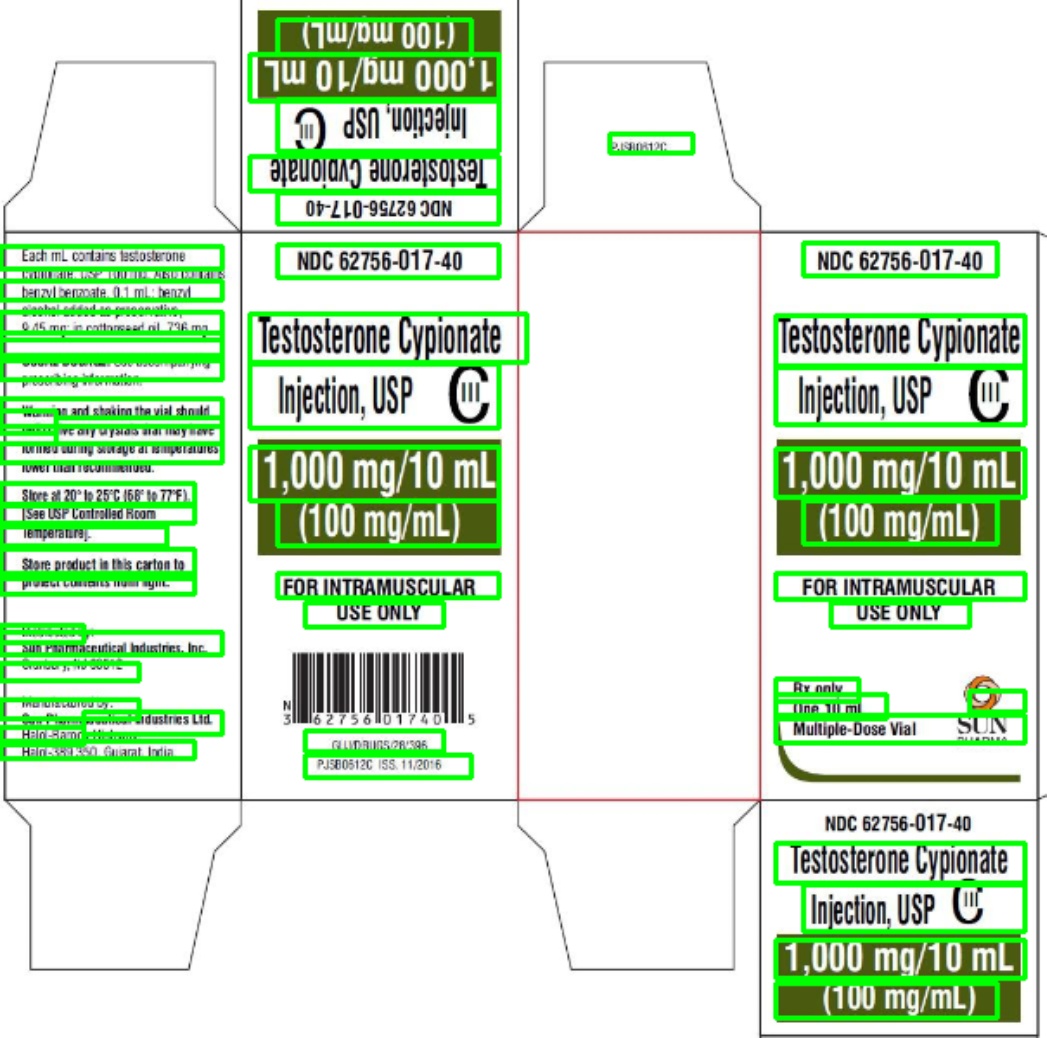 (100 mg/mL)
1,000 mg/10 mL
Injection, USP CIII
Testosterone Cypionate
NDC 62756-017-40
PJSB0612C
Each mL contains testosterone
cypionate, USP 100 mg. Also contains
benzyl benzoate, 0.1 mL; benzyl
alcohol added as preservative,
9.45 mg; in cottonseed oil, 736 mg
See accompanying
prescribing information.
Warming and shaking the vial should
any crystals that may have
formed during storage at temperatures
lower than recommended.
Store at 20° to 25°C (68° to 77°F).
[See USP Controlled Room
Temperature].
Store product in this carton to
protect contents from light.
by:
Sun Pharmaceutical Industries, Inc.
Cranbury, NJ 08512
Manufactured by:
Sun Pharmaceutical Industries Ltd.
Halol-Baroda
Halol-389 350, Gujarat, India
NDC 62756-017-40
Testosterone Cypionate
Injection, USP CIII
1,000 mg/10 mL
(100 mg/mL)
FOR INTRAMUSCULAR
USE ONLY
N
3 62756 01740 5
GUJ/DRUGS/28/396
PJSB0612C ISS. 11/2016
NDC 62756-017-40
Testosterone Cypionate
Injection, USP CIII
1,000 mg/10 mL
(100 mg/mL)
FOR INTRAMUSCULAR
USE ONLY
Rx only
One 10 mL
Multiple-Dose Vial
SUN
PHARMA
NDC 62756-017-40
Testosterone Cypionate
Injection, USP CIII
1,000 mg/10 mL
(100 mg/mL)